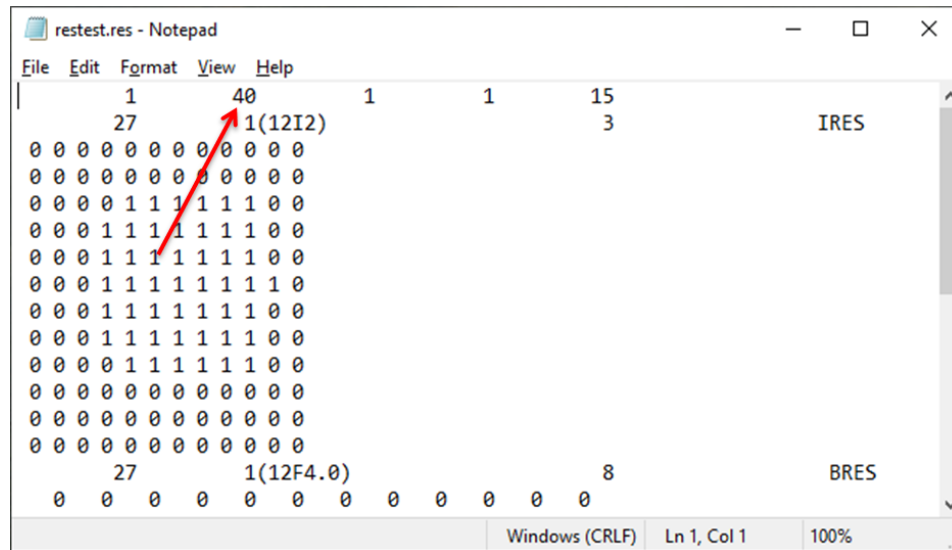 restest.res - Notepad
File Edit Format View Help
1 40 1 1 15
27 1(12I2) 3 IRES
0 0 0 0 0 0 0 0 0 0 0 0
0 0 0 0 0 0 0 0 0 0 0 0
0 0 0 0 1 1 1 1 1 1 0 0
0 0 0 1 1 1 1 1 1 1 0 0
0 0 0 1 1 1 1 1 1 1 0 0
0 0 0 1 1 1 1 1 1 1 1 0
0 0 0 1 1 1 1 1 1 1 0 0
0 0 0 1 1 1 1 1 1 1 0 0
0 0 0 0 1 1 1 1 1 1 0 0
0 0 0 0 0 0 0 0 0 0 0 0
0 0 0 0 0 0 0 0 0 0 0 0
0 0 0 0 0 0 0 0 0 0 0 0
27 1(12F4.0) 8 BRES
0 0 0 0 0 0 0 0 0 0 0 0
Windows (CRLF) Ln 1, Col 1 100%